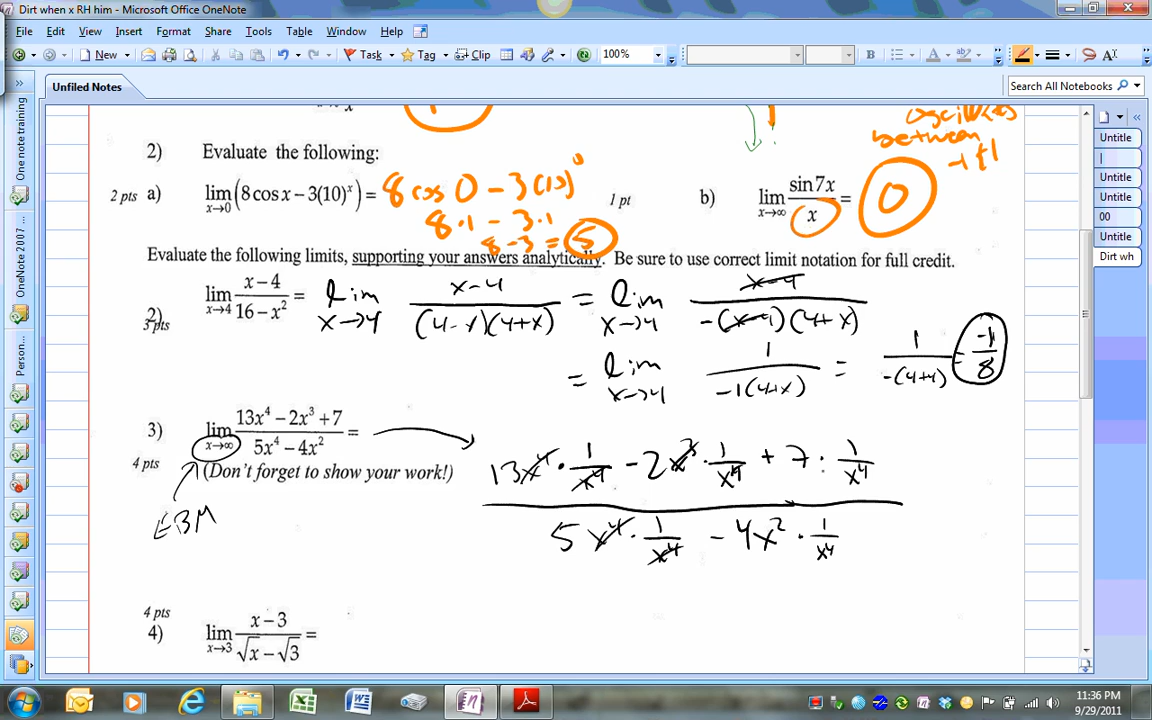 Dirt when x RH him - Microsoft Office OneNote
File Edit View Insert Format Share Tools Table Window Help
New Task Tag Clip 100% B A ab A
Unfiled Notes
Search All Notebooks
oscillates
between
-1 & 1
2) Evaluate the following:
2 pts a) lim x→0 (8 cos x − 3(10)^x) = 8 cos 0 − 3(10)^0
8·1 − 3·1
8−3 = 5
1 pt b) lim x→∞ sin 7x / x = 0
Evaluate the following limits, supporting your answers analytically. Be sure to use correct limit notation for full credit.
2) 3 pts lim x→4 (x−4)/(16−x²) = lim x→4 x−4/(4−x)(4+x) = lim x→4 x−4/−(x−4)(4+x)
= lim x→4 1/−1(4+x) = 1/−(4+4) = −1/8
3) lim x→∞ (13x⁴ − 2x³ + 7)/(5x⁴ − 4x²) =
4 pts (Don't forget to show your work!)
13x⁴ · 1/x⁴ − 2x³ · 1/x⁴ + 7 · 1/x⁴
5x⁴ · 1/x⁴ − 4x² · 1/x⁴
EBM
4 pts
4) lim x→3 (x−3)/(√x − √3) =
One note training
OneNote 2007
Person...
Untitle
Untitle
Untitle
00
Untitle
Dirt wh
11:36 PM
9/29/2011